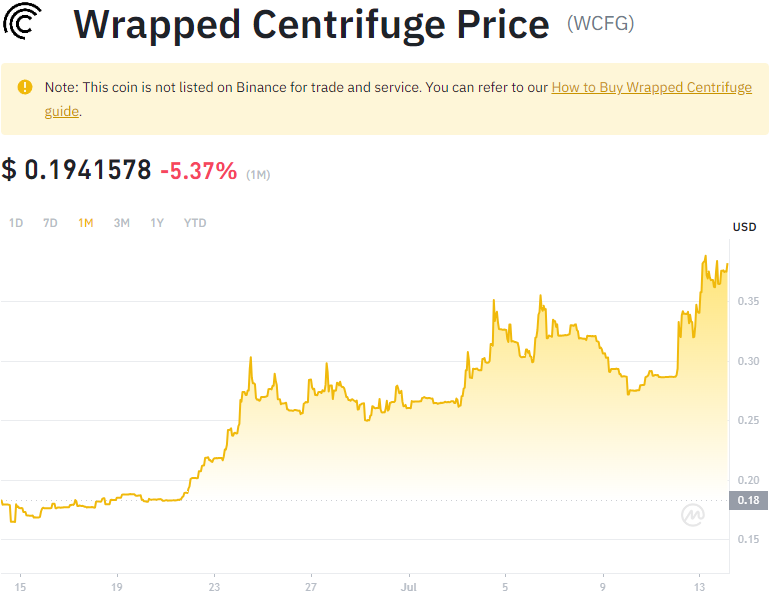 Wrapped Centrifuge Price (WCFG)
Note: This coin is not listed on Binance for trade and service. You can refer to our How to Buy Wrapped Centrifuge
guide.
$ 0.1941578 -5.37% (1M)
1D 7D 1M 3M 1Y YTD
USD
0.35
0.30
0.25
0.20
0.18
0.15
15 19 23 27 Jul 5 9 13